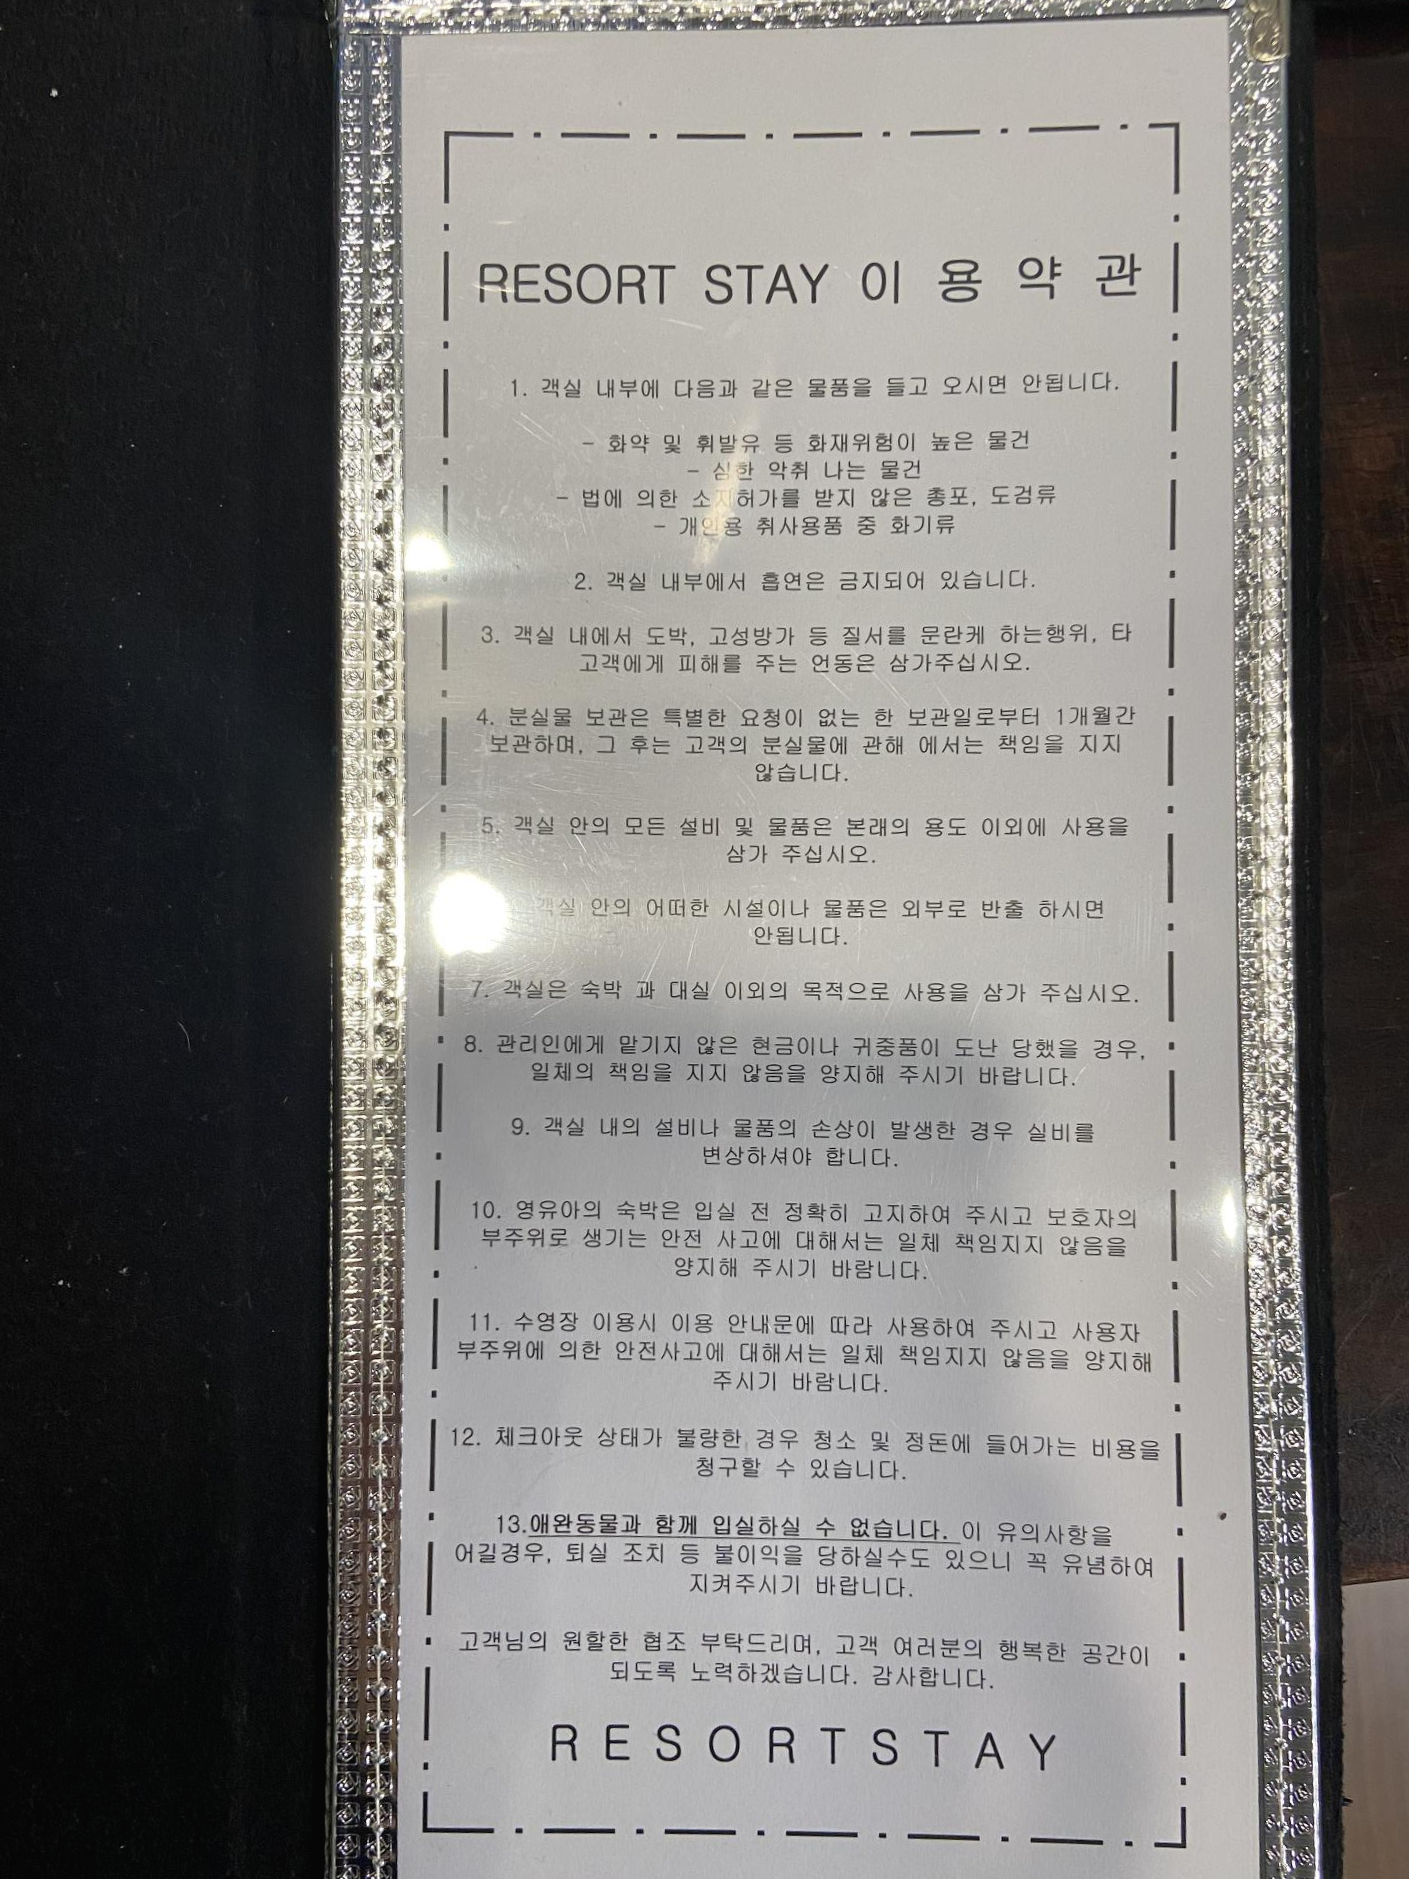 RESORT STAY 이 용 약 관
1. 객실 내부에 다음과 같은 물품을 들고 오시면 안됩니다.
- 화약 및 휘발유 등 화재위험이 높은 물건
- 심한 악취 나는 물건
- 법에 의한 소지허가를 받지 않은 총포, 도검류
- 개인용 취사용품 중 화기류
2. 객실 내부에서 흡연은 금지되어 있습니다.
3. 객실 내에서 도박, 고성방가 등 질서를 문란케 하는행위, 타
고객에게 피해를 주는 언동은 삼가주십시오.
4. 분실물 보관은 특별한 요청이 없는 한 보관일로부터 1개월간
보관하며, 그 후는 고객의 분실물에 관해 에서는 책임을 지지
않습니다.
5. 객실 안의 모든 설비 및 물품은 본래의 용도 이외에 사용을
삼가 주십시오.
객실 안의 어떠한 시설이나 물품은 외부로 반출 하시면
안됩니다.
7. 객실은 숙박 과 대실 이외의 목적으로 사용을 삼가 주십시오.
8. 관리인에게 맡기지 않은 현금이나 귀중품이 도난 당했을 경우,
일체의 책임을 지지 않음을 양지해 주시기 바랍니다.
9. 객실 내의 설비나 물품의 손상이 발생한 경우 실비를
변상하셔야 합니다.
10. 영유아의 숙박은 입실 전 정확히 고지하여 주시고 보호자의
부주위로 생기는 안전 사고에 대해서는 일체 책임지지 않음을
양지해 주시기 바람니다.
11. 수영장 이용시 이용 안내문에 따라 사용하여 주시고 사용자
부주위에 의한 안전사고에 대해서는 일체 책임지지 않음을 양지해
주시기 바람니다.
12. 체크아웃 상태가 불량한 경우 청소 및 정돈에 들어가는 비용을
청구할 수 있습니다.
13.애완동물과 함께 입실하실 수 없습니다. 이 유의사항을
어길경우, 퇴실 조치 등 불이익을 당하실수도 있으니 꼭 유념하여
지켜주시기 바랍니다.
고객님의 원할한 협조 부탁드리며, 고객 여러분의 행복한 공간이
되도록 노력하겠습니다. 감사합니다.
R E S O R T S T A Y